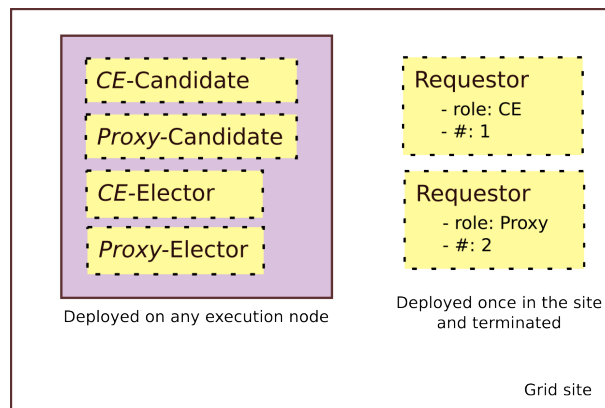 CE-Candidate
Proxy-Candidate
CE-Elector
Proxy-Elector
Deployed on any execution node
Requestor
- role: CE
- #: 1
Requestor
- role: Proxy
- #: 2
Deployed once in the site
and terminated
Grid site